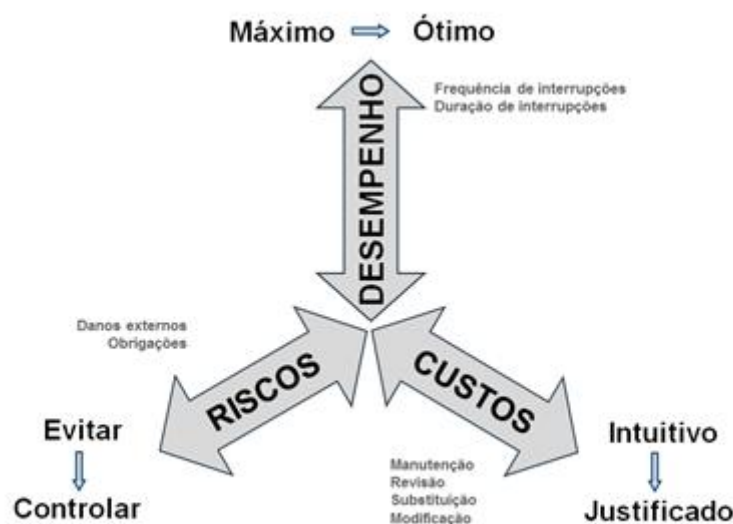 Máximo Ótimo
Frequência de interrupções
Duração de interrupções
DESEMPENHO
Danos externos
Obrigações
RISCOS
CUSTOS
Evitar
Controlar
Manutenção
Revisão
Substituição
Modificação
Intuitivo
Justificado